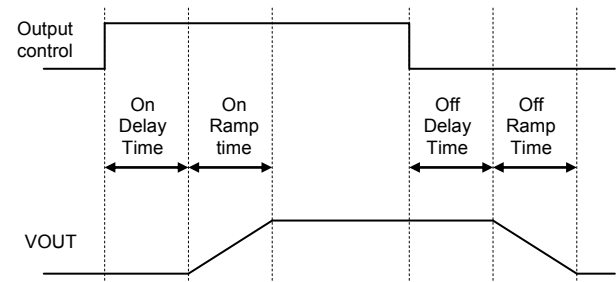 Output
control
On
Delay
Time
On
Ramp
time
Off
Delay
Time
Off
Ramp
Time
VOUT